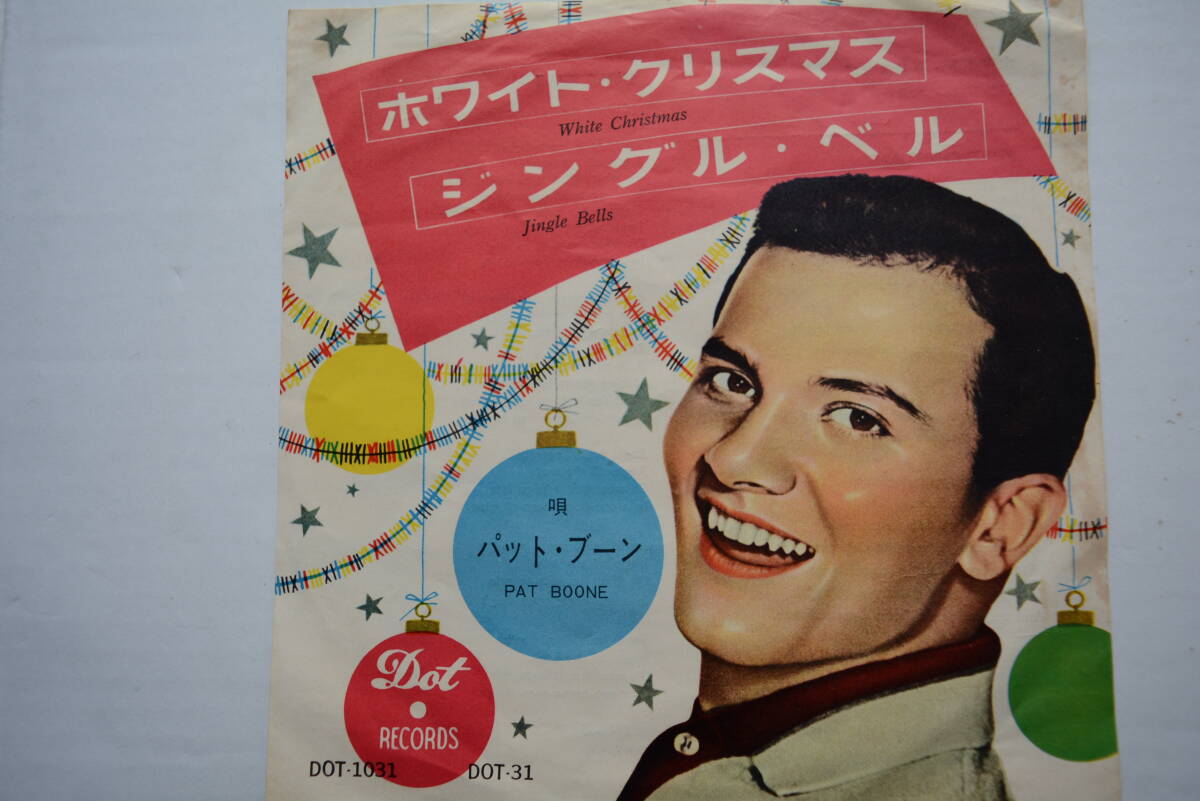 ホワイト・クリスマス
White Christmas
ジングル・ベル
Jingle Bells
唄
パット・ブーン
PAT BOONE
Dot
RECORDS
DOT-1031 DOT-31